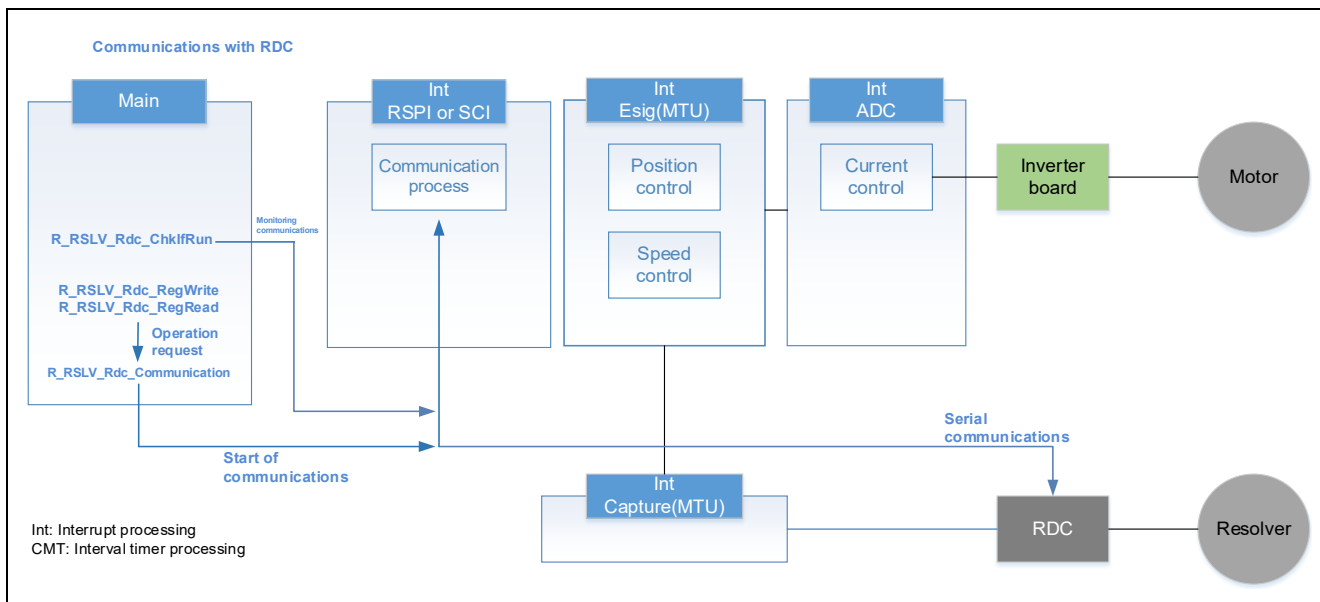 Communications with RDC
Main
R_RSLV_Rdc_ChkIfRun
R_RSLV_Rdc_RegWrite
R_RSLV_Rdc_RegRead
Operation
request
R_RSLV_Rdc_Communication
Monitoring
communications
Start of
communications
Int
RSPI or SCI
Communication
process
Int
Esig(MTU)
Position
control
Speed
control
Int
ADC
Current
control
Inverter
board
Motor
Serial
communications
Int
Capture(MTU)
RDC
Resolver
Int: Interrupt processing
CMT: Interval timer processing